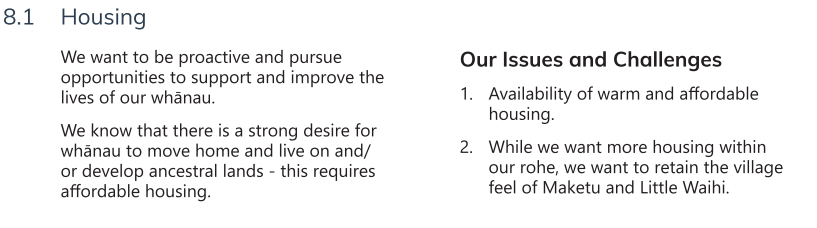 8.1 Housing
We want to be proactive and pursue
opportunities to support and improve the
lives of our whānau.
We know that there is a strong desire for
whānau to move home and live on and/
or develop ancestral lands - this requires
affordable housing.
Our Issues and Challenges
1. Availability of warm and affordable
housing.
2. While we want more housing within
our rohe, we want to retain the village
feel of Maketu and Little Waihi.